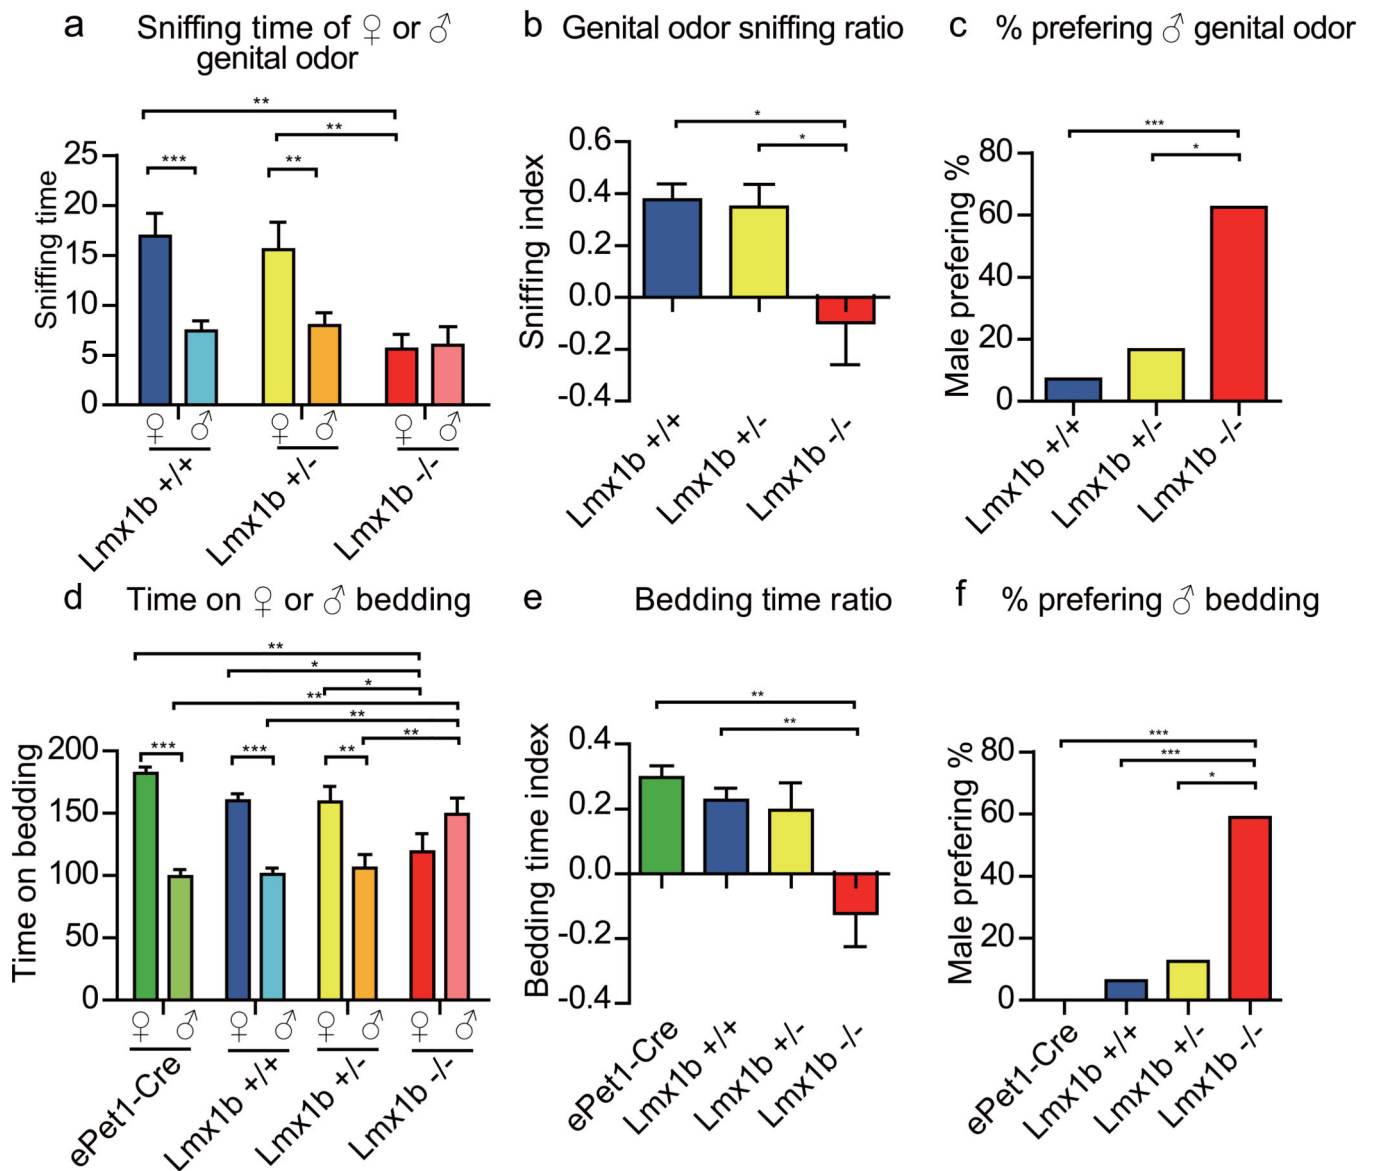 a Sniffing time of ♀ or ♂
genital odor
**
**
*** **
Sniffing time
25
20
15
10
5
0
♀ ♂ ♀ ♂ ♀ ♂
Lmx1b +/+ Lmx1b +/- Lmx1b -/-
b Genital odor sniffing ratio
*
*
Sniffing index
0.6
0.4
0.2
0.0
-0.2
-0.4
Lmx1b +/+ Lmx1b +/- Lmx1b -/-
c % prefering ♂ genital odor
***
*
Male prefering %
80
60
40
20
0
Lmx1b +/+ Lmx1b +/- Lmx1b -/-
d Time on ♀ or ♂ bedding
**
*
*
**
**
**
*** *** **
Time on bedding
200
150
100
50
0
♀ ♂ ♀ ♂ ♀ ♂ ♀ ♂
ePet1-Cre Lmx1b +/+ Lmx1b +/- Lmx1b -/-
e Bedding time ratio
**
**
Bedding time index
0.4
0.2
0.0
-0.2
-0.4
ePet1-Cre Lmx1b +/+ Lmx1b +/- Lmx1b -/-
f % prefering ♂ bedding
***
***
*
Male prefering %
80
60
40
20
0
ePet1-Cre Lmx1b +/+ Lmx1b +/- Lmx1b -/-